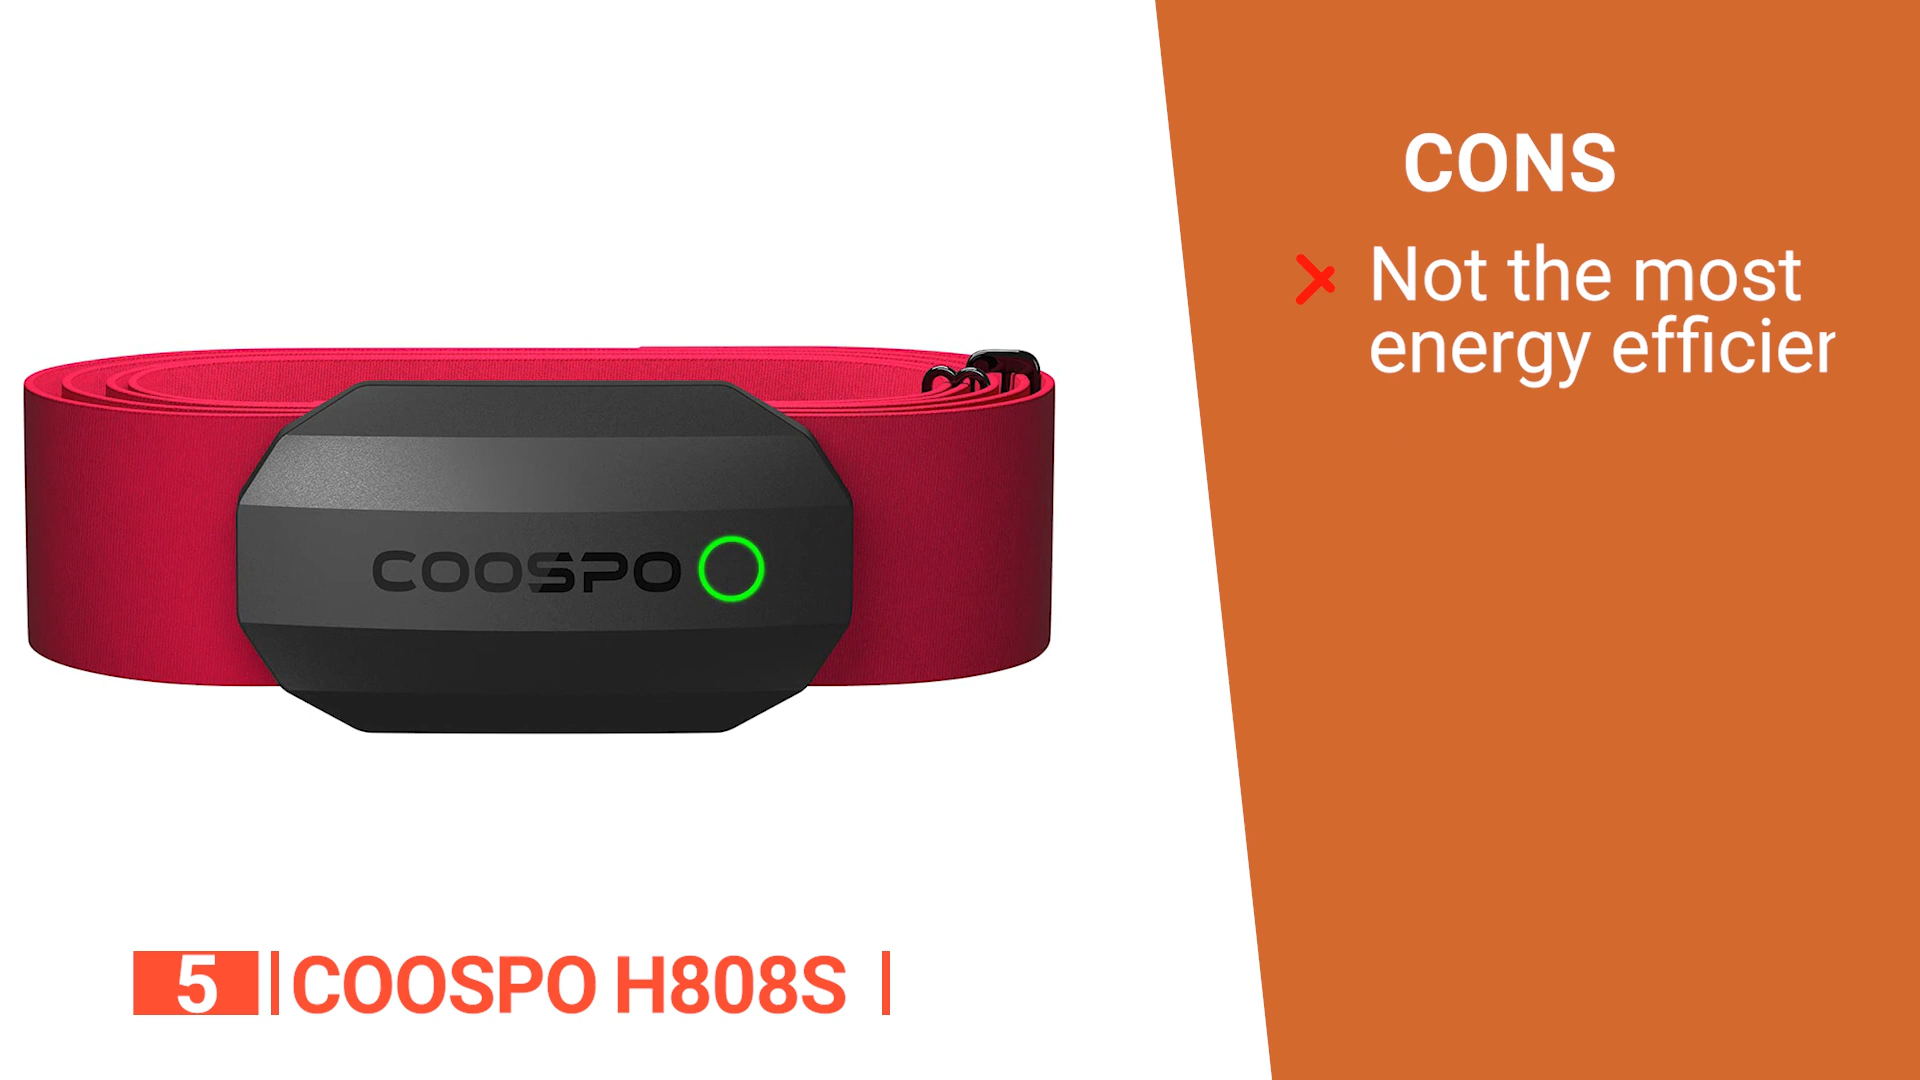 CONS
Not the most
energy efficier
COOSPO
5 COOSPO H808S